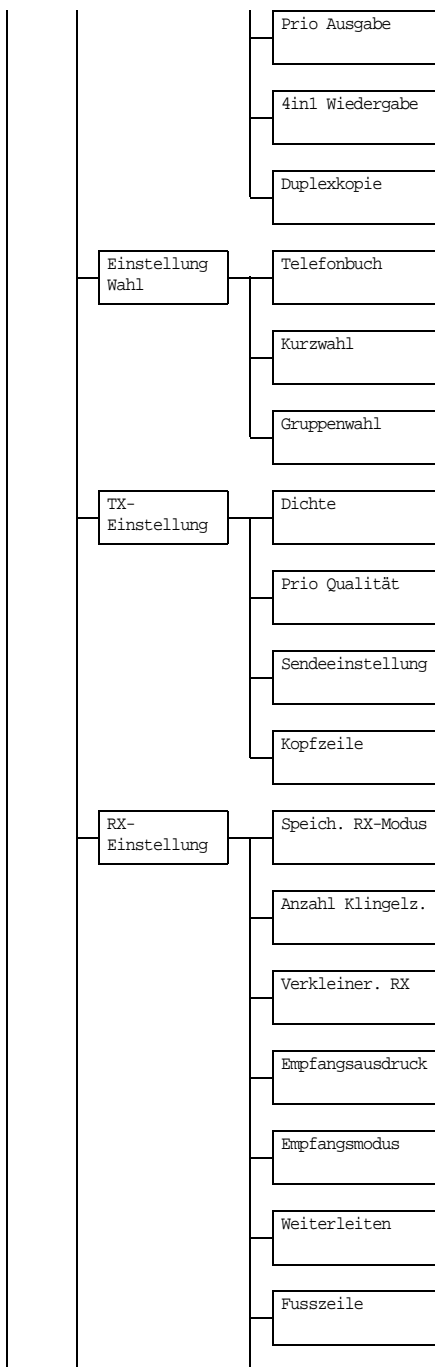 Prio Ausgabe
4in1 Wiedergabe
Duplexkopie
Einstellung
Wahl
Telefonbuch
Kurzwahl
Gruppenwahl
TX-
Einstellung
Dichte
Prio Qualität
Sendeeinstellung
Kopfzeile
RX-
Einstellung
Speich. RX-Modus
Anzahl Klingelz.
Verkleiner. RX
Empfangsausdruck
Empfangsmodus
Weiterleiten
Fusszeile